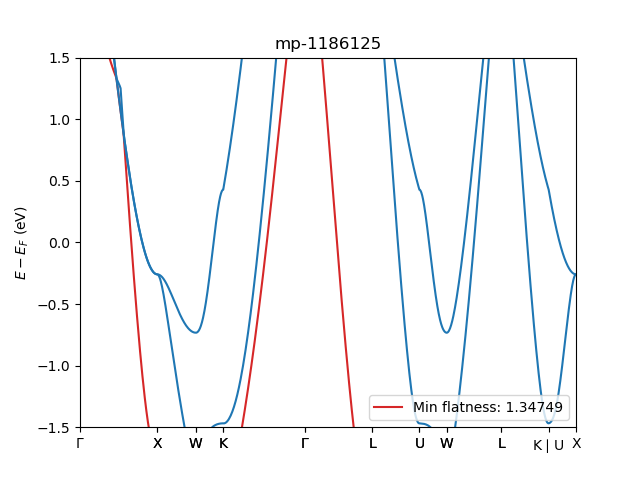 mp-1186125
E − E_F (eV)
1.5
1.0
0.5
0.0
−0.5
−1.0
−1.5
Min flatness: 1.34749
Γ X W K Γ L U W L K | U X